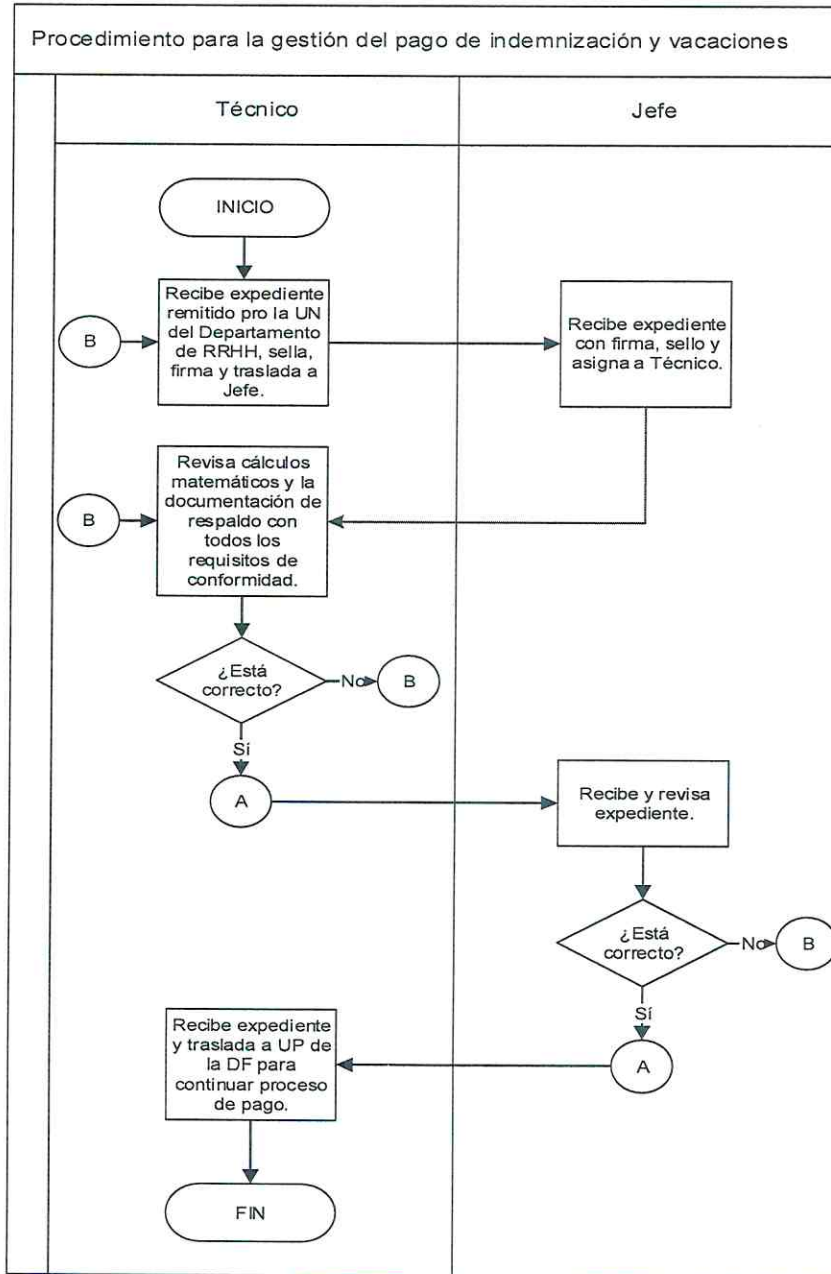 Procedimiento para la gestión del pago de indemnización y vacaciones
Técnico
Jefe
INICIO
Recibe expediente
remitido pro la UN
del Departamento
de RRHH, sella,
firma y traslada a
Jefe.
B
Recibe expediente
con firma, sello y
asigna a Técnico.
Revisa cálculos
matemáticos y la
documentación de
respaldo con
todos los
requisitos de
conformidad.
B
¿Está
correcto?
No
B
Sí
A
Recibe y revisa
expediente.
¿Está
correcto?
No
B
Sí
A
Recibe expediente
y traslada a UP de
la DF para
continuar proceso
de pago.
FIN